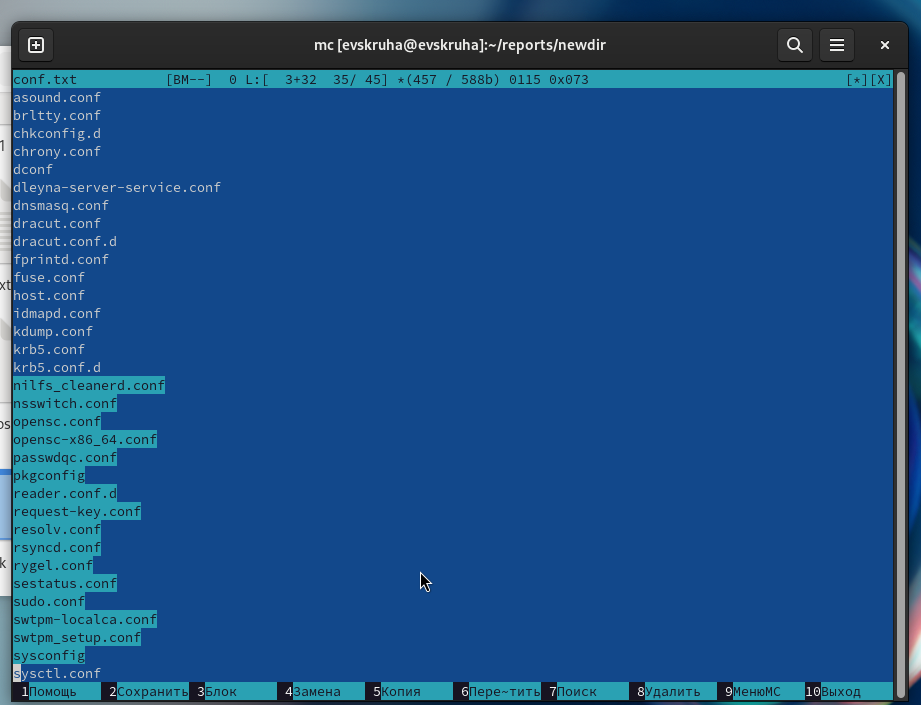 mc [evskruha@evskruha]:~/reports/newdir
conf.txt [BM--] 0 L:[ 3+32 35/ 45] *(457 / 588b) 0115 0x073 [*][X]
asound.conf
brltty.conf
chkconfig.d
chrony.conf
dconf
dleyna-server-service.conf
dnsmasq.conf
dracut.conf
dracut.conf.d
fprintd.conf
fuse.conf
host.conf
idmapd.conf
kdump.conf
krb5.conf
krb5.conf.d
nilfs_cleanerd.conf
nsswitch.conf
opensc.conf
opensc-x86_64.conf
passwdqc.conf
pkgconfig
reader.conf.d
request-key.conf
resolv.conf
rsyncd.conf
rygel.conf
sestatus.conf
sudo.conf
swtpm-localca.conf
swtpm_setup.conf
sysconfig
sysctl.conf
1Помощь 2Сохранить 3Блок 4Замена 5Копия 6Пере~тить 7Поиск 8Удалить 9МенюMC 10Выход